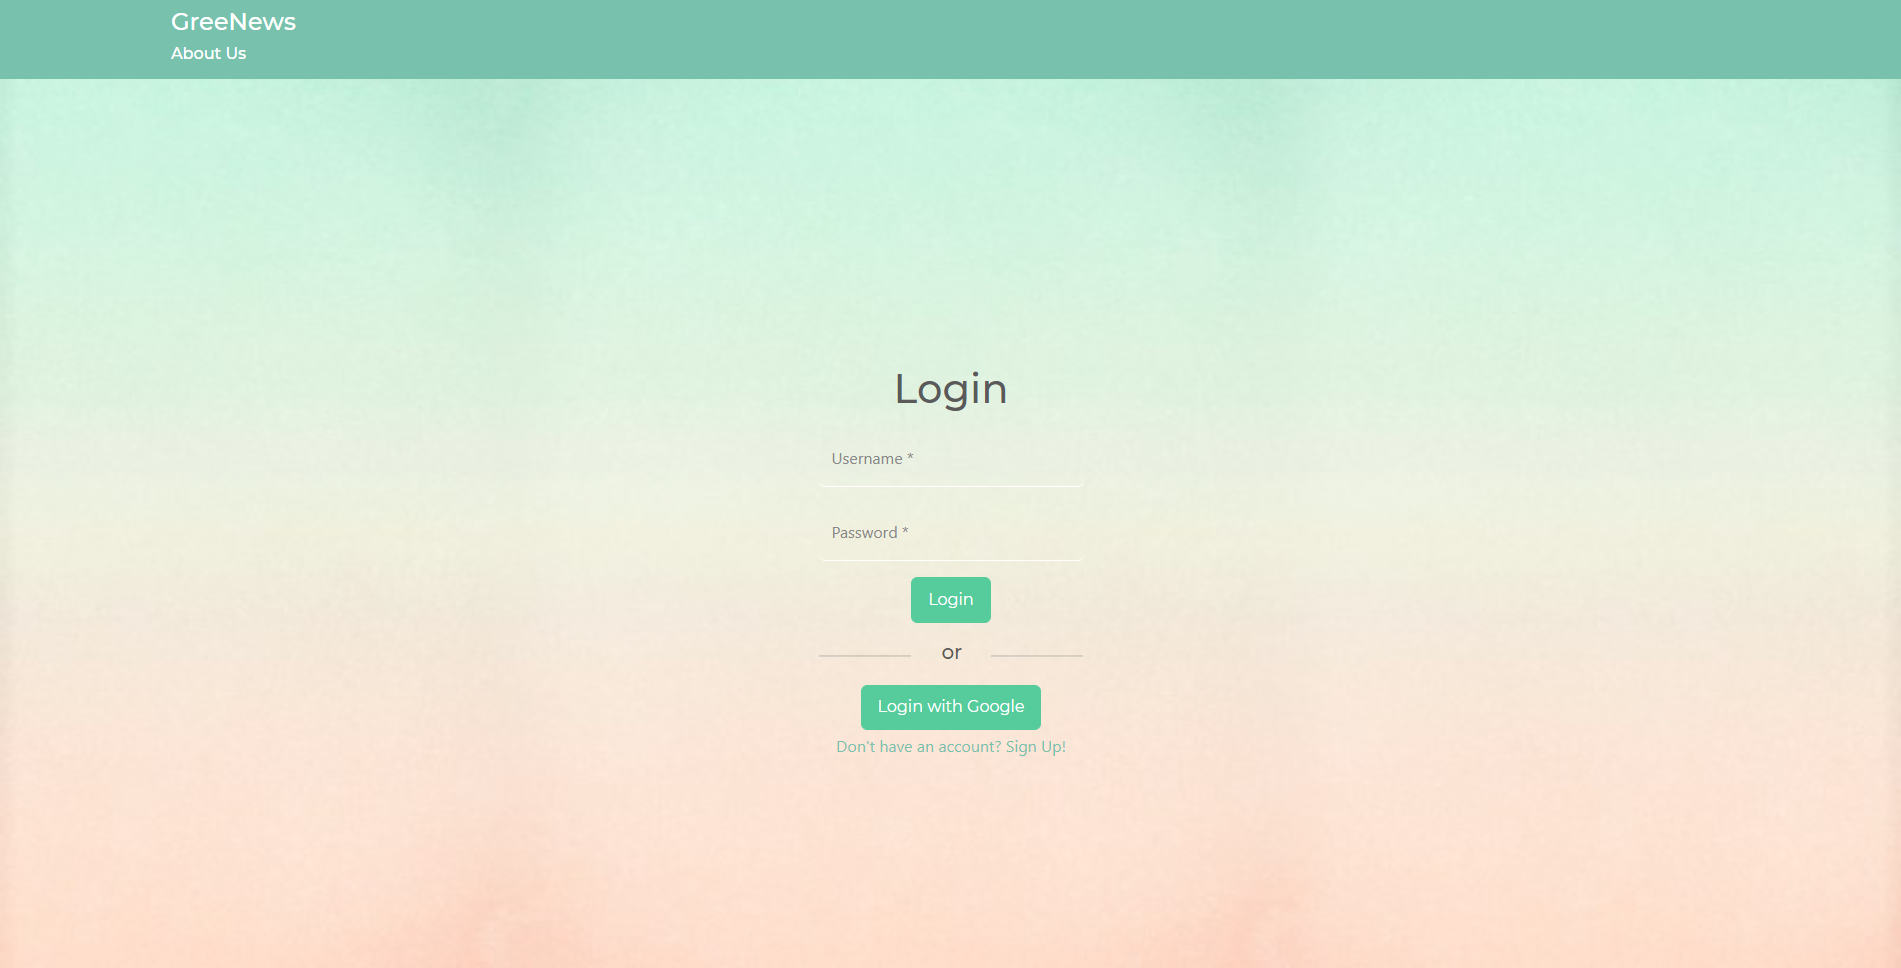 GreeNews
About Us
Login
Username *
Password *
Login
or
Login with Google
Don't have an account? Sign Up!